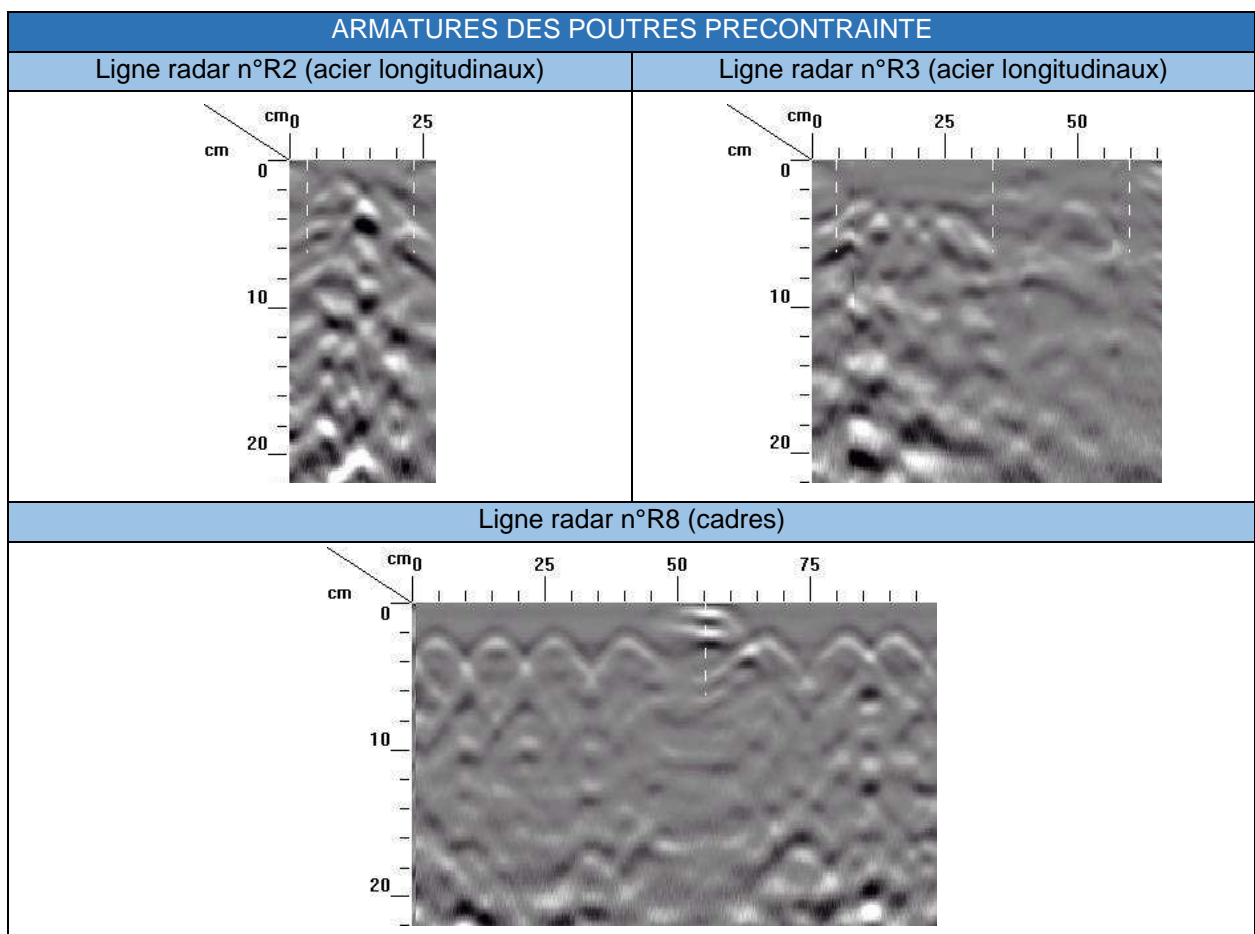 ARMATURES DES POUTRES PRECONTRAINTE
Ligne radar n°R2 (acier longitudinaux)
Ligne radar n°R3 (acier longitudinaux)
cm 0 25
cm
0
10
20
cm 0 25 50
cm
0
10
20
Ligne radar n°R8 (cadres)
cm 0 25 50 75
cm
0
10
20